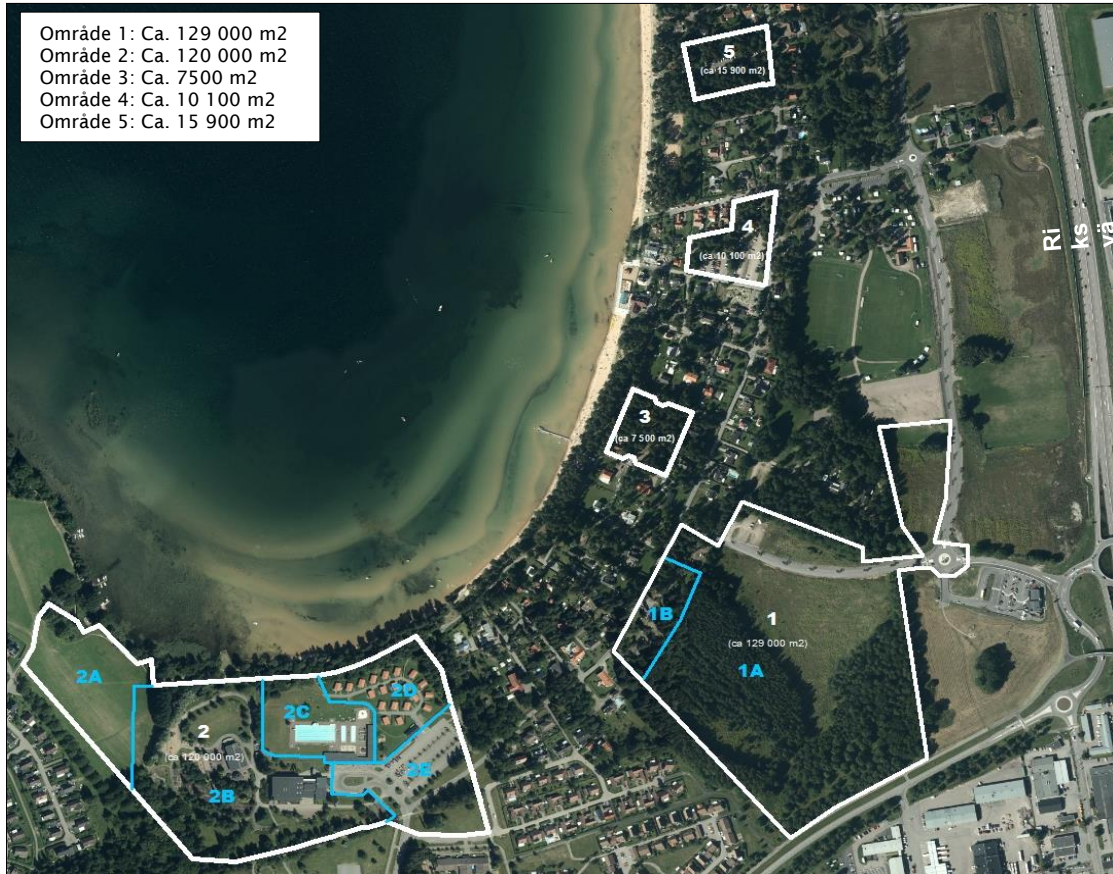 Område 1: Ca. 129 000 m2
Område 2: Ca. 120 000 m2
Område 3: Ca. 7500 m2
Område 4: Ca. 10 100 m2
Område 5: Ca. 15 900 m2
5
(ca 15 900 m2)
4
(ca 10 100 m2)
Ri
ks
vä
3
(ca 7 500 m2)
1B
1
(ca 129 000 m2)
1A
2A
2D
2C
2
(ca 120 000 m2)
2E
2B